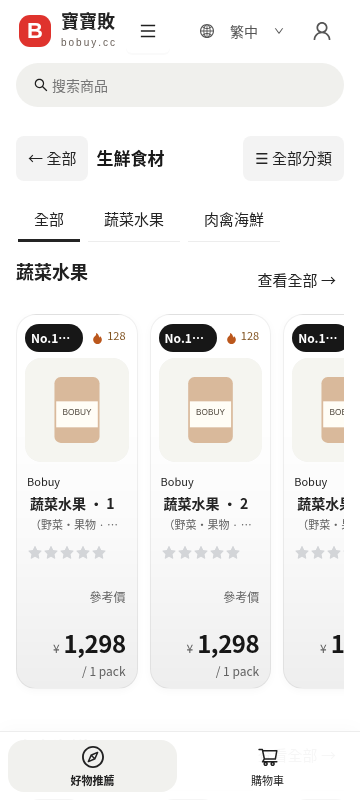 B 寶寶敗
bobuy.cc
繁中
搜索商品
← 全部
生鮮食材
☰ 全部分類
全部
蔬菜水果
肉禽海鮮
蔬菜水果
查看全部 →
No.1…
128
No.1…
128
No.1…
BOBUY
BOBUY
Bobuy
Bobuy
Bobuy
蔬菜水果 · 1
蔬菜水果 · 2
（野菜・果物 · …
（野菜・果物 · …
參考價
參考價
¥ 1,298
¥ 1,298
/ 1 pack
/ 1 pack
好物推薦
購物車